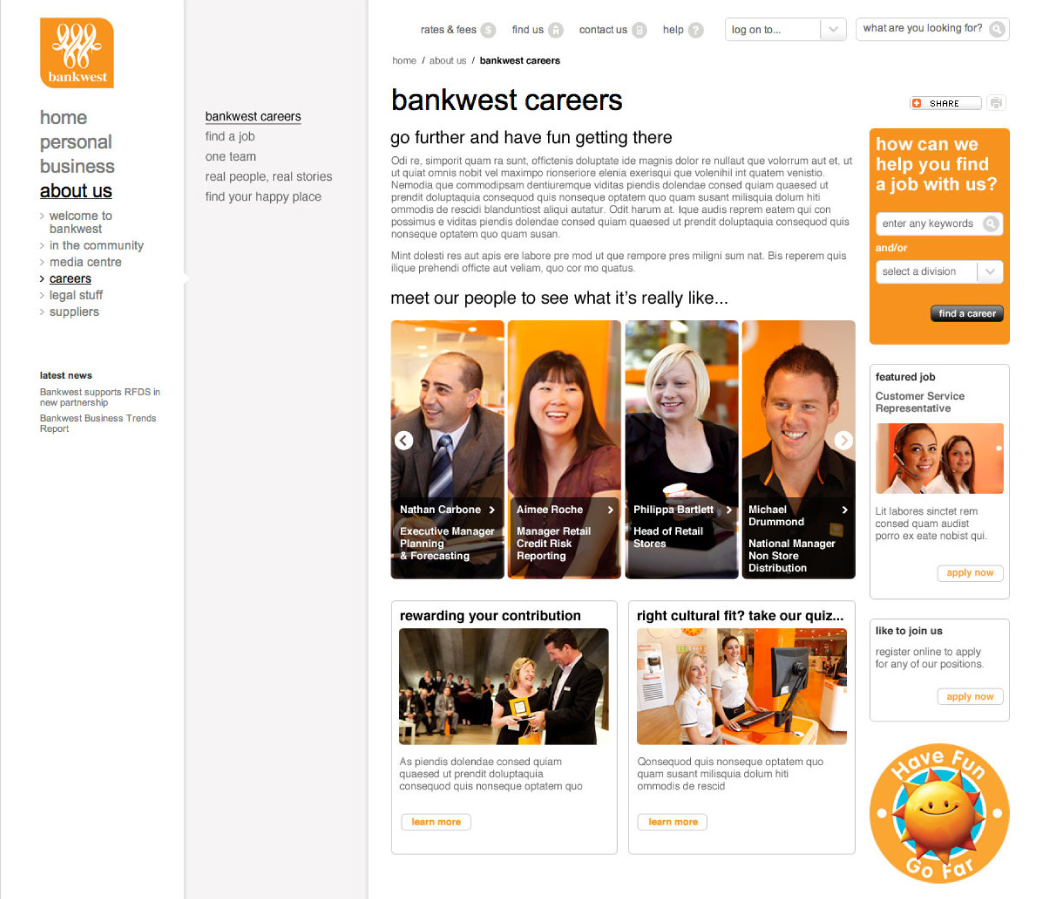 bankwest
rates & fees
find us
contact us
help
log on to...
what are you looking for?
home / about us / bankwest careers
home
personal
business
about us
welcome to
bankwest
in the community
media centre
careers
legal stuff
suppliers
latest news
Bankwest supports RFDS in
new partnership
Bankwest Business Trends
Report
bankwest careers
find a job
one team
real people, real stories
find your happy place
bankwest careers
SHARE
go further and have fun getting there
Odi re, simporit quam ra sunt, offictenis doluptate ide magnis dolor re nullaut que volorrum aut et, ut
ut quiat omnis nobit vel maximpo rionseriore elenia exerisqui que volenihil int quatem venistio.
Nemodia que commodipsam dentiuremque viditas piendis dolendae consed quiam quaesed ut
prendit doluptaquia consequod quis nonseque optatem quo quam susant milisquia dolum hiti
ommodis de rescidi blanduntiost aliqui autatur. Odit harum at. Ique audis reprem eatem qui con
possimus e viditas piendis dolendae consed quiam quaesed ut prendit doluptaquia consequod quis
nonseque optatem quo quam susan.
Mint dolesti res aut apis ere labore pre mod ut que rempore pres miligni sum nat. Bis reperem quis
ilique prehendi officte aut veliam, quo cor mo quatus.
meet our people to see what it's really like...
Nathan Carbone
Executive Manager
Planning
& Forecasting
Aimee Roche
Manager Retail
Credit Risk
Reporting
Philippa Bartlett
Head of Retail
Stores
Michael
Drummond
National Manager
Non Store
Distribution
rewarding your contribution
As piendis dolendae consed quiam
quaesed ut prendit doluptaquia
consequod quis nonseque optatem quo
learn more
right cultural fit? take our quiz...
Qonsequod quis nonseque optatem quo
quam susant milisquia dolum hiti
ommodis de rescid
learn more
how can we
help you find
a job with us?
enter any keywords
and/or
select a division
find a career
featured job
Customer Service
Representative
Lit labores sinctet rem
consed quam audist
porro ex eate nobist qui.
apply now
like to join us
register online to apply
for any of our positions.
apply now
Have Fun
Go Far